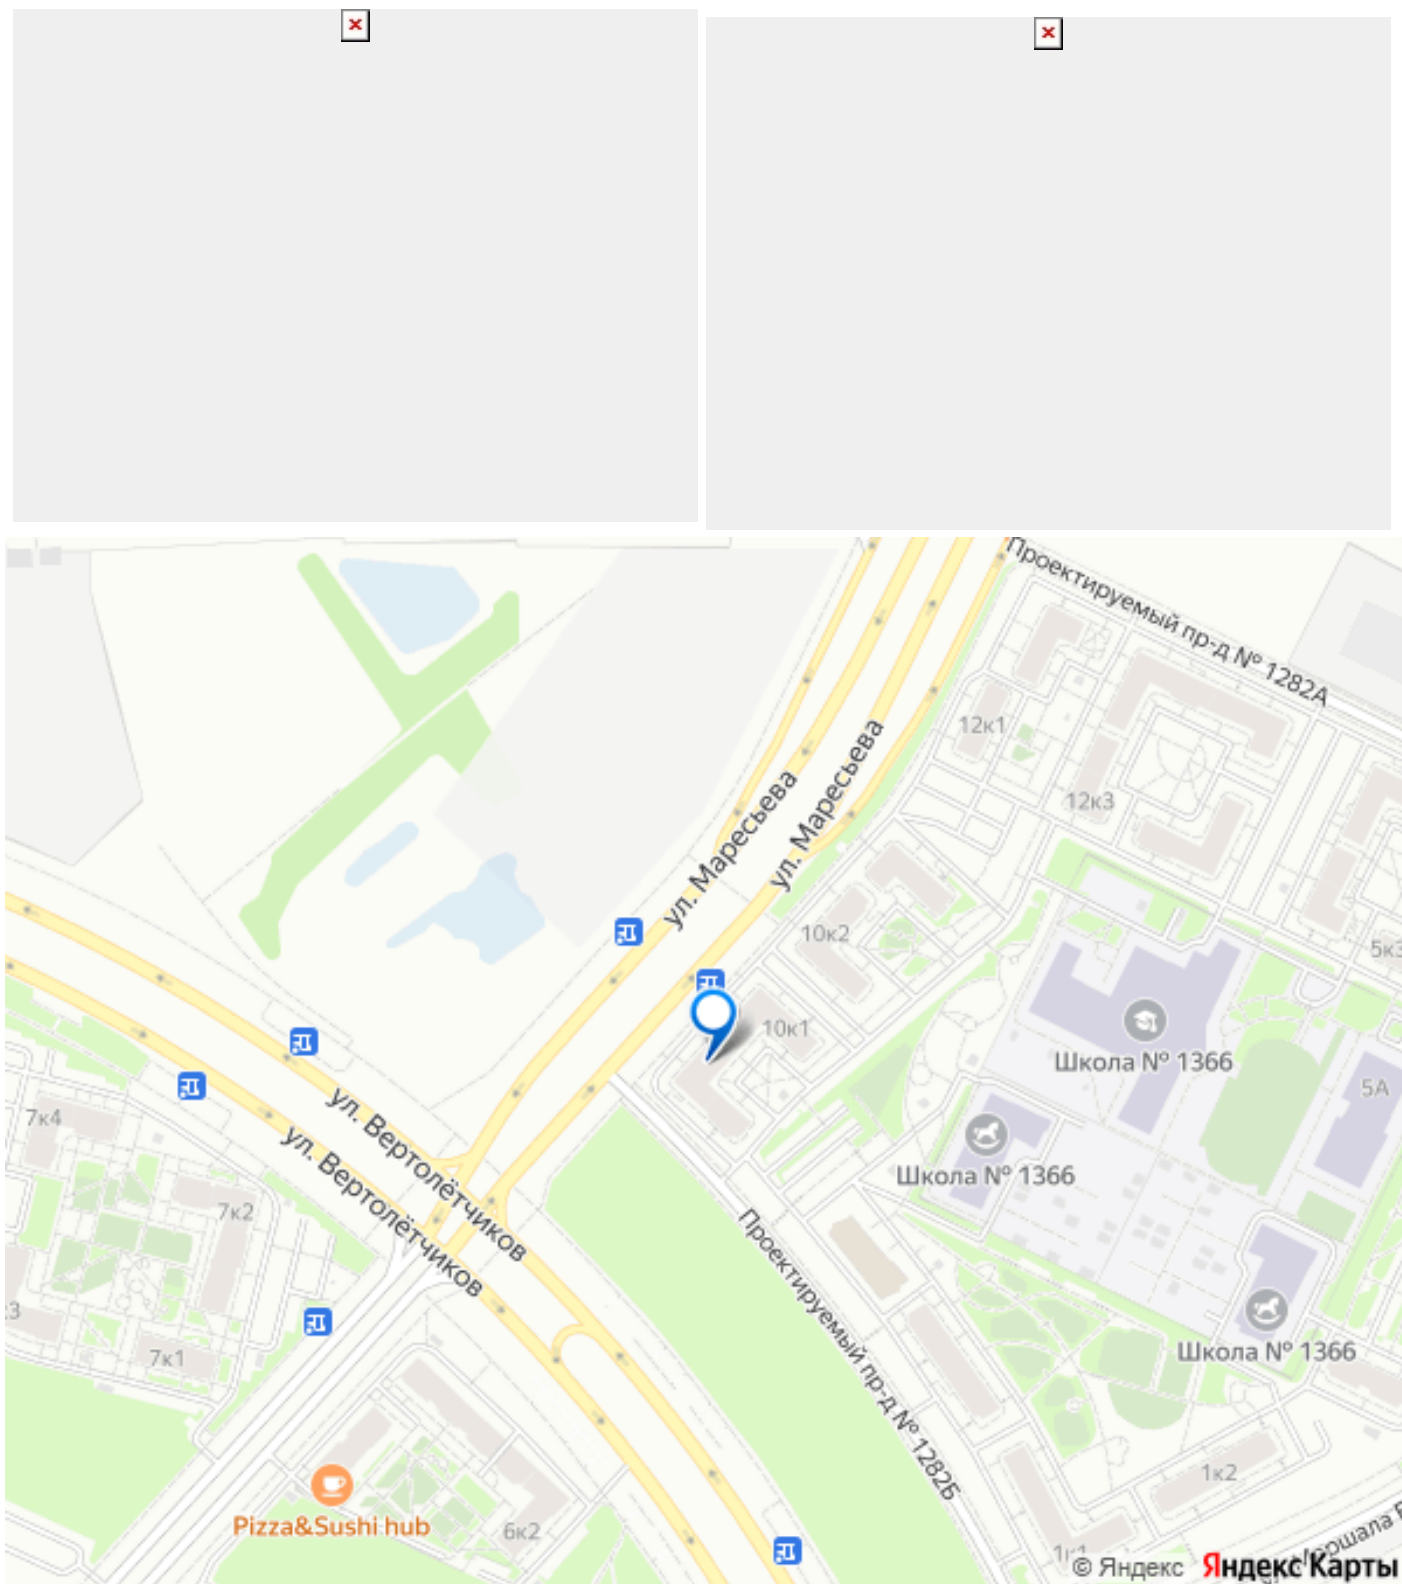 Проектируемый пр-д № 1282А
12к1
12к3
ул. Маресьева
ул. Маресьева
10к2
5к3
10к1
Школа № 1366
5А
7к4
ул. Вертолётчиков
ул. Вертолётчиков
Школа № 1366
7к2
Проектируемый пр-д № 1282Б
7к1
Школа № 1366
1к2
Pizza&Sushi hub
6к2
1к1
Маршала
© Яндекс Яндекс Карты